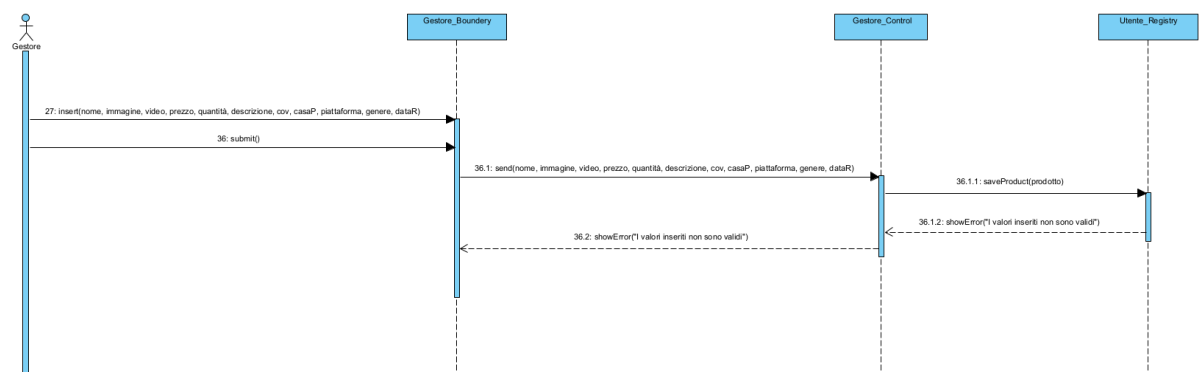 Gestore
Gestore_Boundery
Gestore_Control
Utente_Registry
27: insert(nome, immagine, video, prezzo, quantità, descrizione, cov, casaP, piattaforma, genere, dataR)
36: submit()
36.1: send(nome, immagine, video, prezzo, quantità, descrizione, cov, casaP, piattaforma, genere, dataR)
36.1.1: saveProduct(prodotto)
36.1.2: showError("I valori inseriti non sono validi")
36.2: showError("I valori inseriti non sono validi")